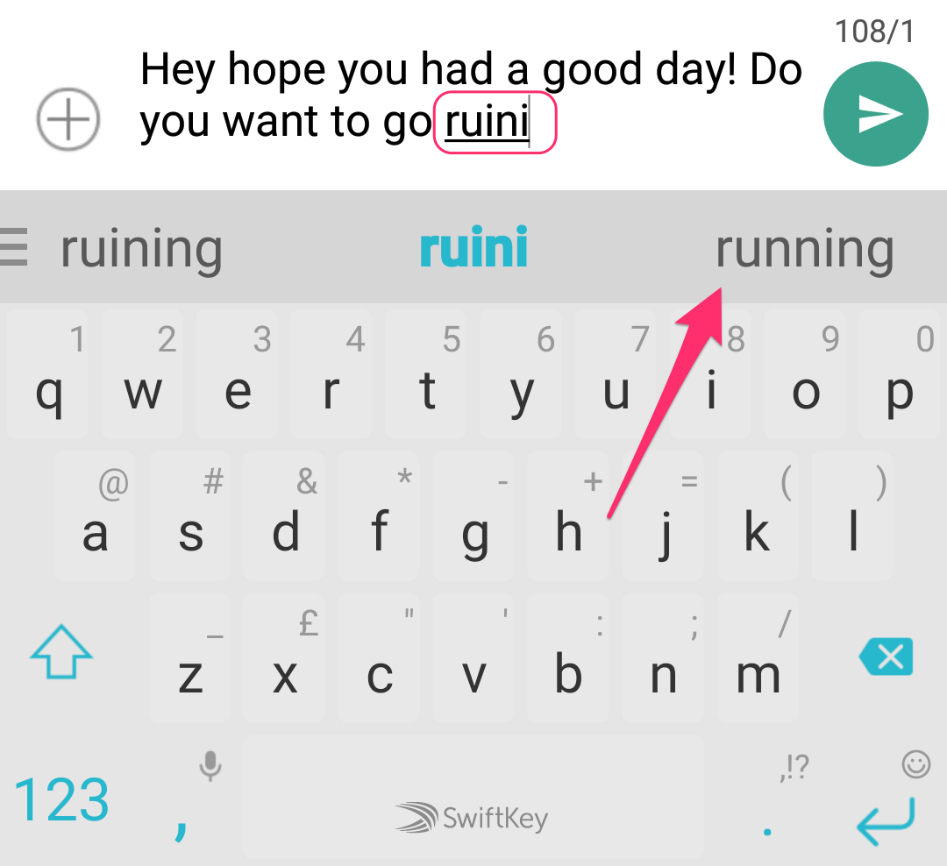 108/1
Hey hope you had a good day! Do
you want to go ruini
ruining ruini running
1 2 3 4 5 6 7 8 9 0
q w e r t y u i o p
@ # & * - + = ( )
a s d f g h j k l
_ £ " ' : ; /
z x c v b n m
,!?
123 , SwiftKey .